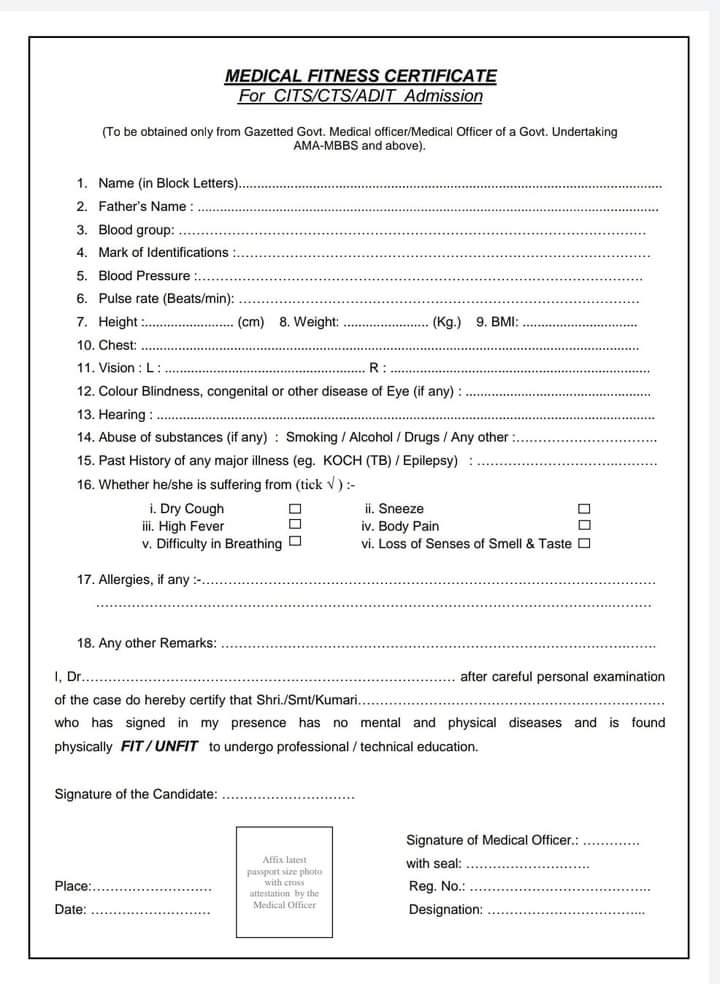 MEDICAL FITNESS CERTIFICATE
For CITS/CTS/ADIT Admission
(To be obtained only from Gazetted Govt. Medical officer/Medical Officer of a Govt. Undertaking
AMA-MBBS and above).
1. Name (in Block Letters)..........
2. Father's Name : ..........
3. Blood group: ..........
4. Mark of Identifications :..........
5. Blood Pressure :..........
6. Pulse rate (Beats/min): ..........
7. Height :.......... (cm) 8. Weight: .......... (Kg.) 9. BMI: ..........
10. Chest: ..........
11. Vision : L : .......... R : ..........
12. Colour Blindness, congenital or other disease of Eye (if any) : ..........
13. Hearing : ..........
14. Abuse of substances (if any) : Smoking / Alcohol / Drugs / Any other :..........
15. Past History of any major illness (eg. KOCH (TB) / Epilepsy) : ..........
16. Whether he/she is suffering from (tick √ ) :-
i. Dry Cough ☐ ii. Sneeze ☐
iii. High Fever ☐ iv. Body Pain ☐
v. Difficulty in Breathing ☐ vi. Loss of Senses of Smell & Taste ☐
17. Allergies, if any :-..........
..........
18. Any other Remarks: ..........
I, Dr.......... after careful personal examination
of the case do hereby certify that Shri./Smt/Kumari..........
who has signed in my presence has no mental and physical diseases and is found
physically FIT / UNFIT to undergo professional / technical education.
Signature of the Candidate: ..........
Affix latest
passport size photo
with cross
attestation by the
Medical Officer
Signature of Medical Officer.: ..........
with seal: ..........
Place:.......... Reg. No.: ..........
Date: .......... Designation: ..........